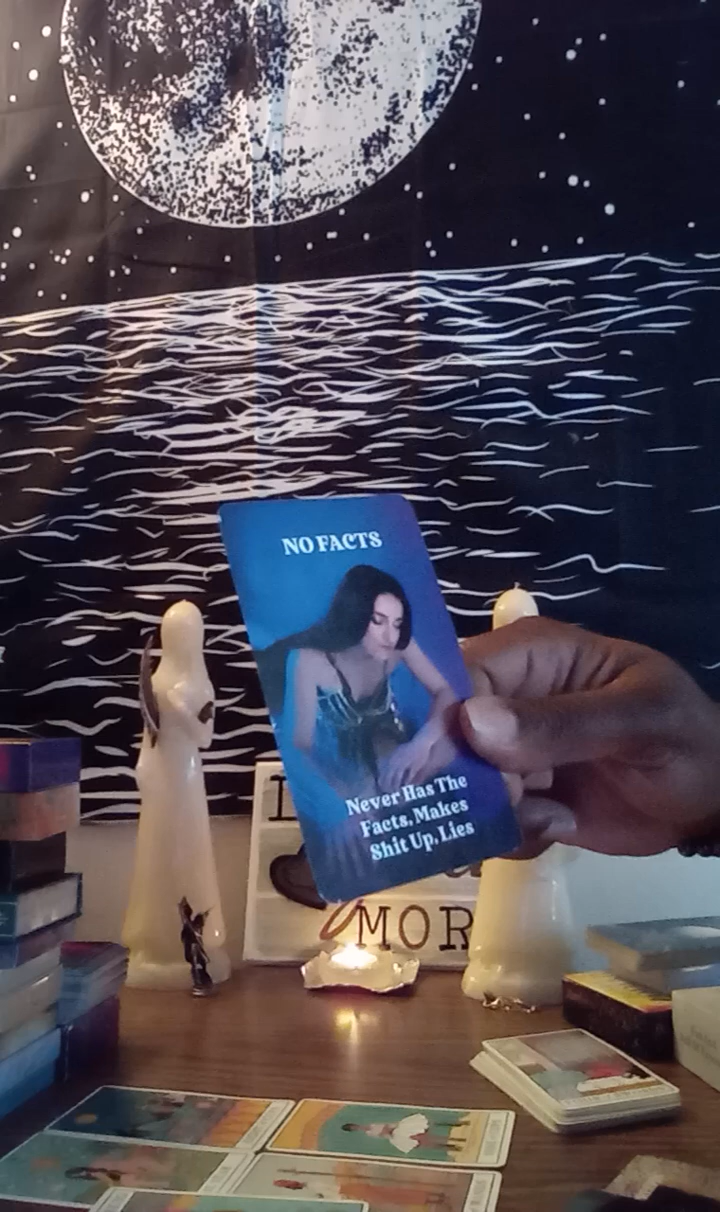 NO FACTS
Never Has The
Facts, Makes
Shit Up, Lies
MOR